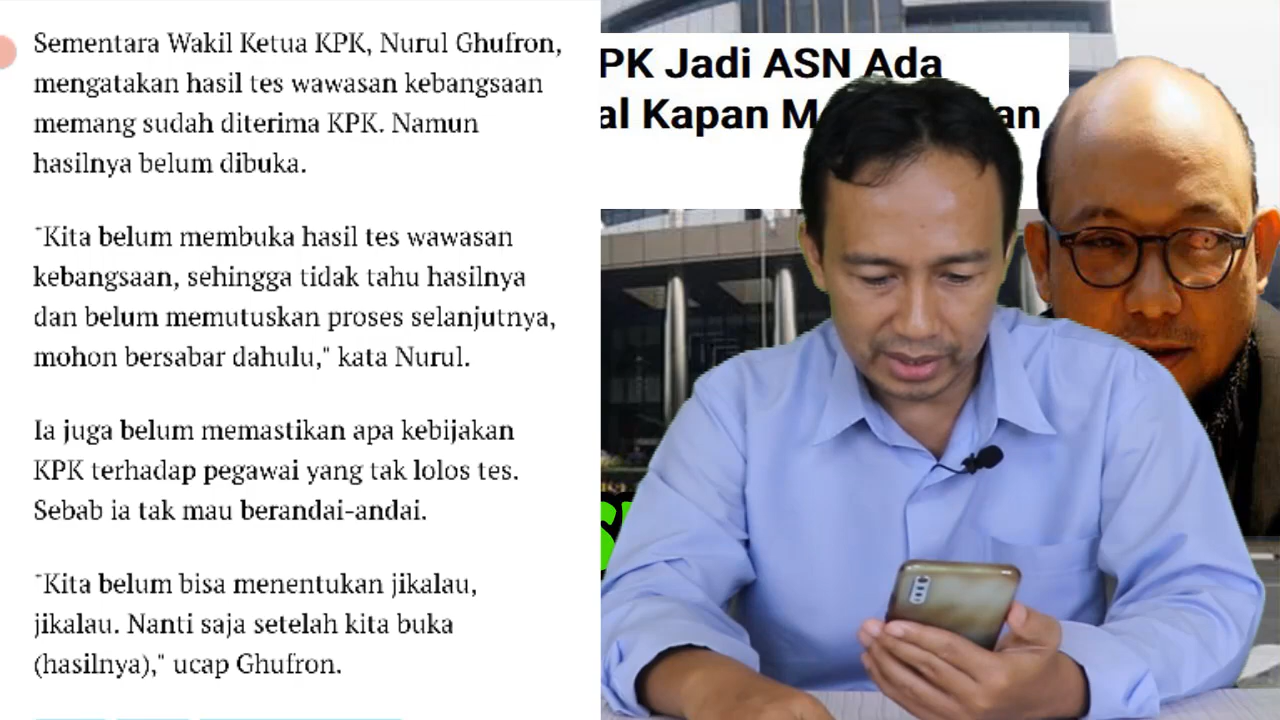 Sementara Wakil Ketua KPK, Nurul Ghufron,
mengatakan hasil tes wawasan kebangsaan
memang sudah diterima KPK. Namun
hasilnya belum dibuka.
"Kita belum membuka hasil tes wawasan
kebangsaan, sehingga tidak tahu hasilnya
dan belum memutuskan proses selanjutnya,
mohon bersabar dahulu," kata Nurul.
Ia juga belum memastikan apa kebijakan
KPK terhadap pegawai yang tak lolos tes.
Sebab ia tak mau berandai-andai.
"Kita belum bisa menentukan jikalau,
jikalau. Nanti saja setelah kita buka
(hasilnya)," ucap Ghufron.
PK Jadi ASN Ada
al Kapan